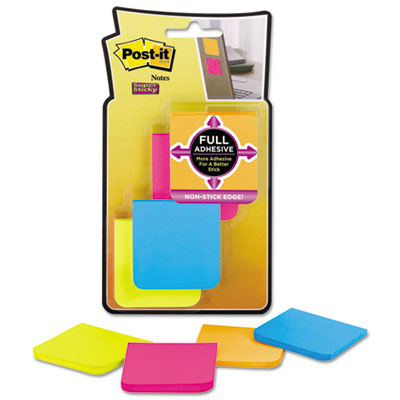 Post-it
Notes
Super
Sticky
FULL
ADHESIVE
More Adhesive
For A Better
Stick
NON-STICK EDGE!